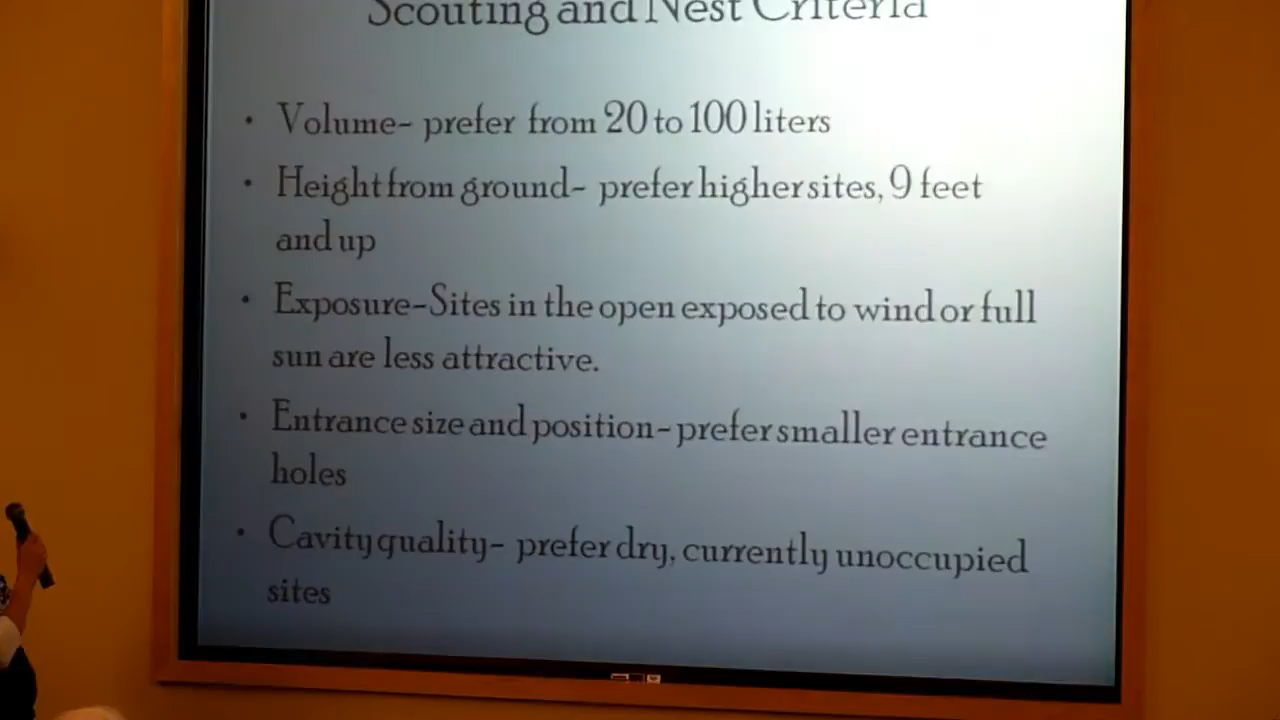 Scouting and Nest Criteria
• Volume- prefer from 20 to 100 liters
• Height from ground- prefer higher sites, 9 feet
and up
• Exposure-Sites in the open exposed to wind or full
sun are less attractive.
• Entrance size and position- prefer smaller entrance
holes
• Cavity quality- prefer dry, currently unoccupied
sites